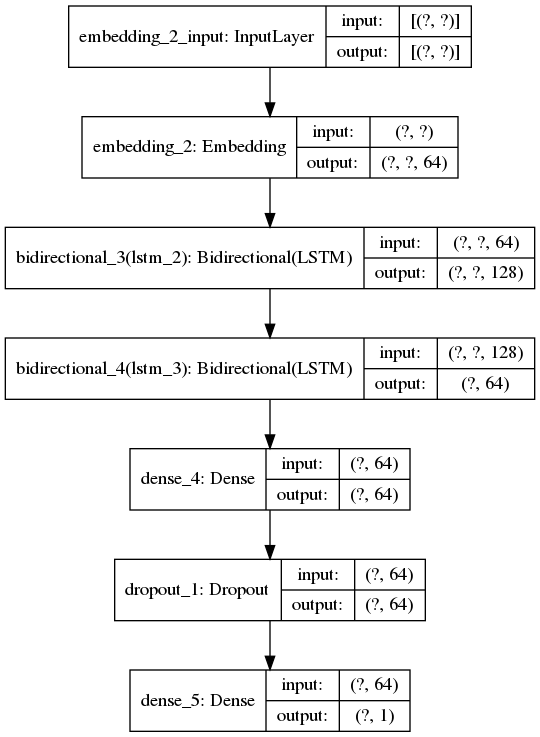 embedding_2_input: InputLayer
input: [(?, ?)]
output: [(?, ?)]
embedding_2: Embedding
input: (?, ?)
output: (?, ?, 64)
bidirectional_3(lstm_2): Bidirectional(LSTM)
input: (?, ?, 64)
output: (?, ?, 128)
bidirectional_4(lstm_3): Bidirectional(LSTM)
input: (?, ?, 128)
output: (?, 64)
dense_4: Dense
input: (?, 64)
output: (?, 64)
dropout_1: Dropout
input: (?, 64)
output: (?, 64)
dense_5: Dense
input: (?, 64)
output: (?, 1)